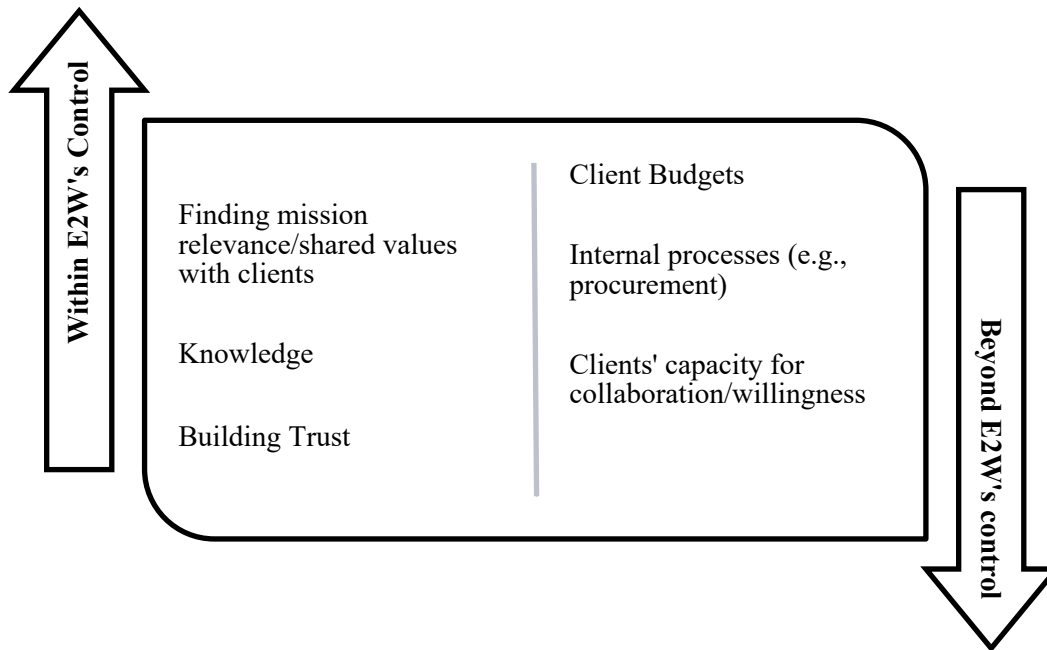 Within E2W's Control
Finding mission
relevance/shared values
with clients
Knowledge
Building Trust
Client Budgets
Internal processes (e.g.,
procurement)
Clients' capacity for
collaboration/willingness
Beyond E2W's control